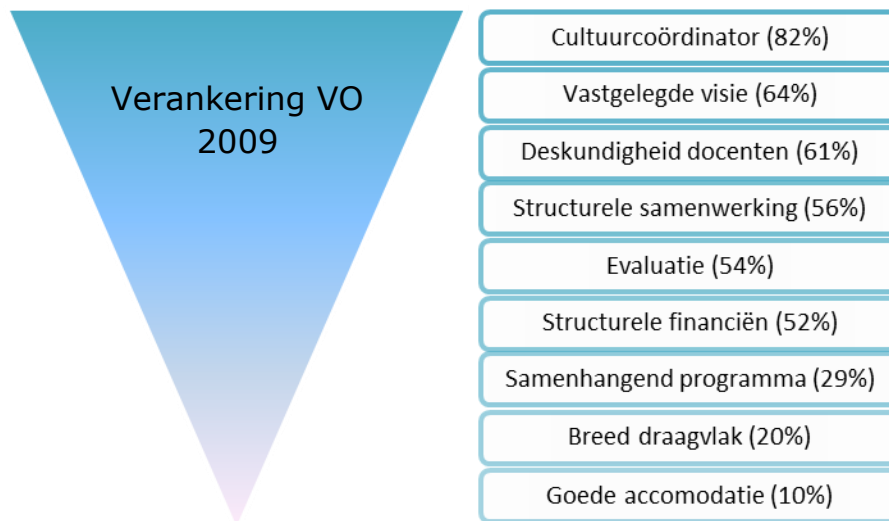 Verankering VO
2009
Cultuurcoördinator (82%)
Vastgelegde visie (64%)
Deskundigheid docenten (61%)
Structurele samenwerking (56%)
Evaluatie (54%)
Structurele financiën (52%)
Samenhangend programma (29%)
Breed draagvlak (20%)
Goede accomodatie (10%)